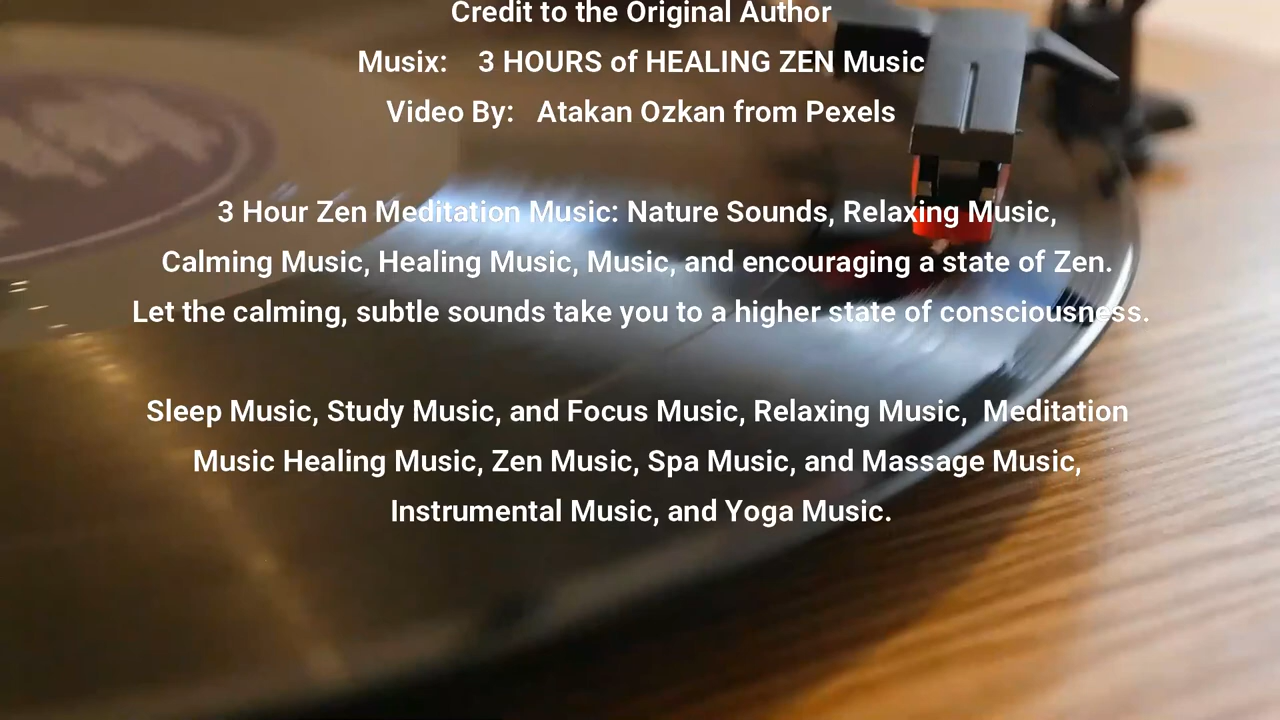 Credit to the Original Author
Musix: 3 HOURS of HEALING ZEN Music
Video By: Atakan Ozkan from Pexels
3 Hour Zen Meditation Music: Nature Sounds, Relaxing Music,
Calming Music, Healing Music, Music, and encouraging a state of Zen.
Let the calming, subtle sounds take you to a higher state of consciousness.
Sleep Music, Study Music, and Focus Music, Relaxing Music, Meditation
Music Healing Music, Zen Music, Spa Music, and Massage Music,
Instrumental Music, and Yoga Music.